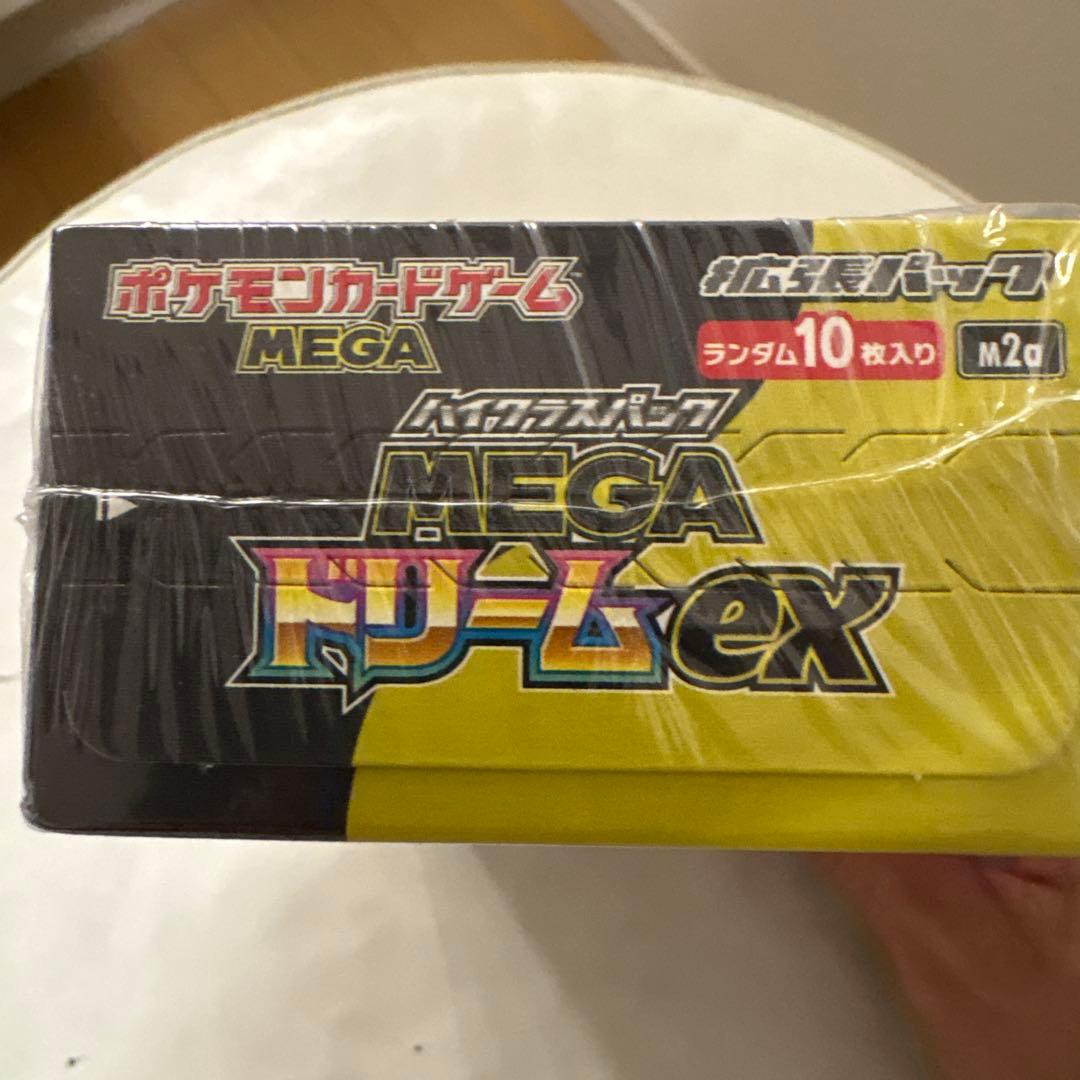 ポケモンカードゲーム
MEGA
拡張パック
ランダム10枚入り
M2a
ハイクラスパック
MEGA
ドリームex